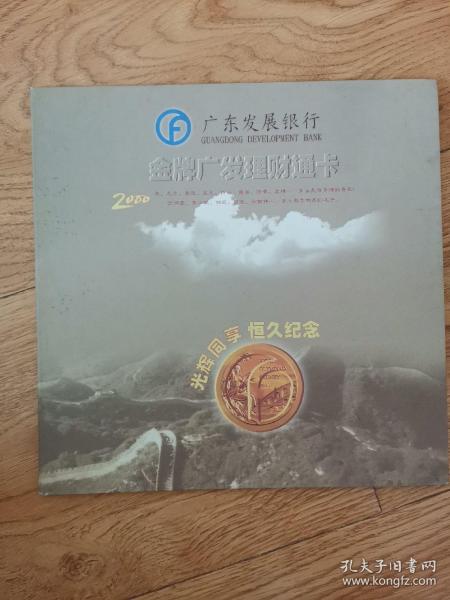 广东发展银行
GUANGDONG DEVELOPMENT BANK
金牌广发理财通卡
2000
光辉同享 恒久纪念
孔夫子旧书网
www.kongfz.com